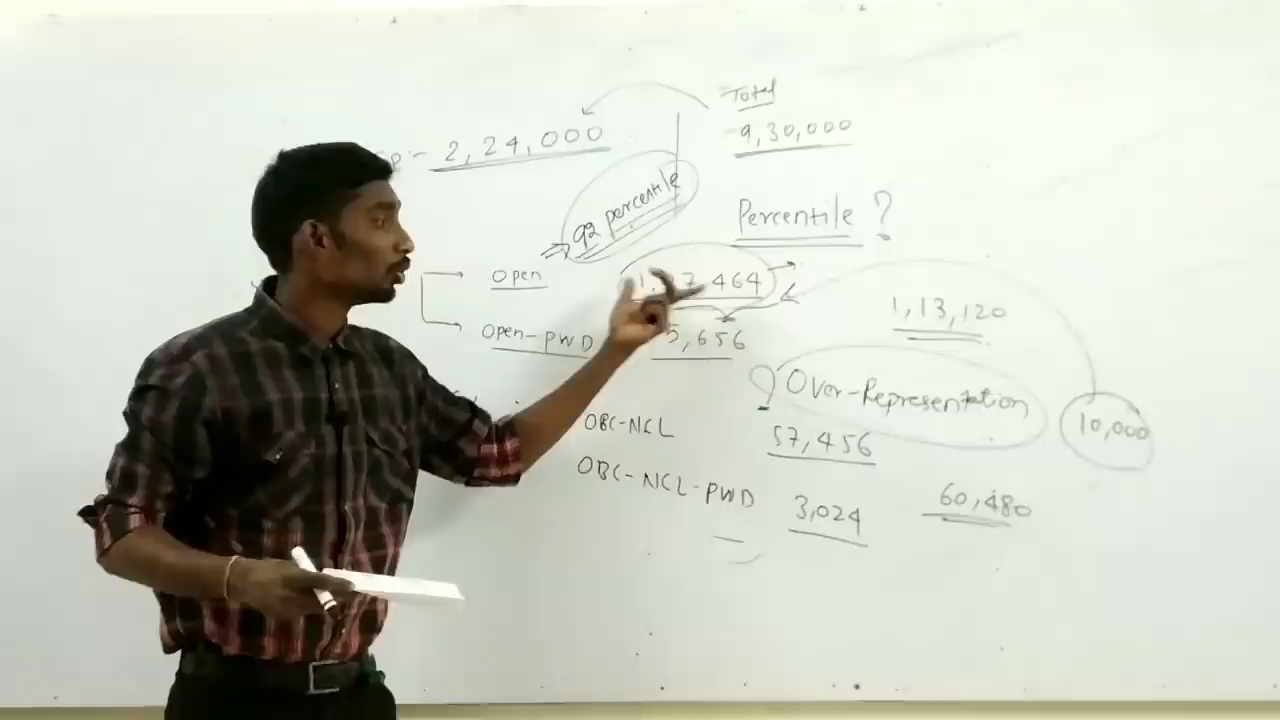 Total
2,24,000
9,30,000
92 percentile
Percentile ?
Open
464
1,13,120
Open-PWD
5,656
Over-Representation
10,000
OBC-NCL
57,456
OBC-NCL-PWD
3,024
60,480